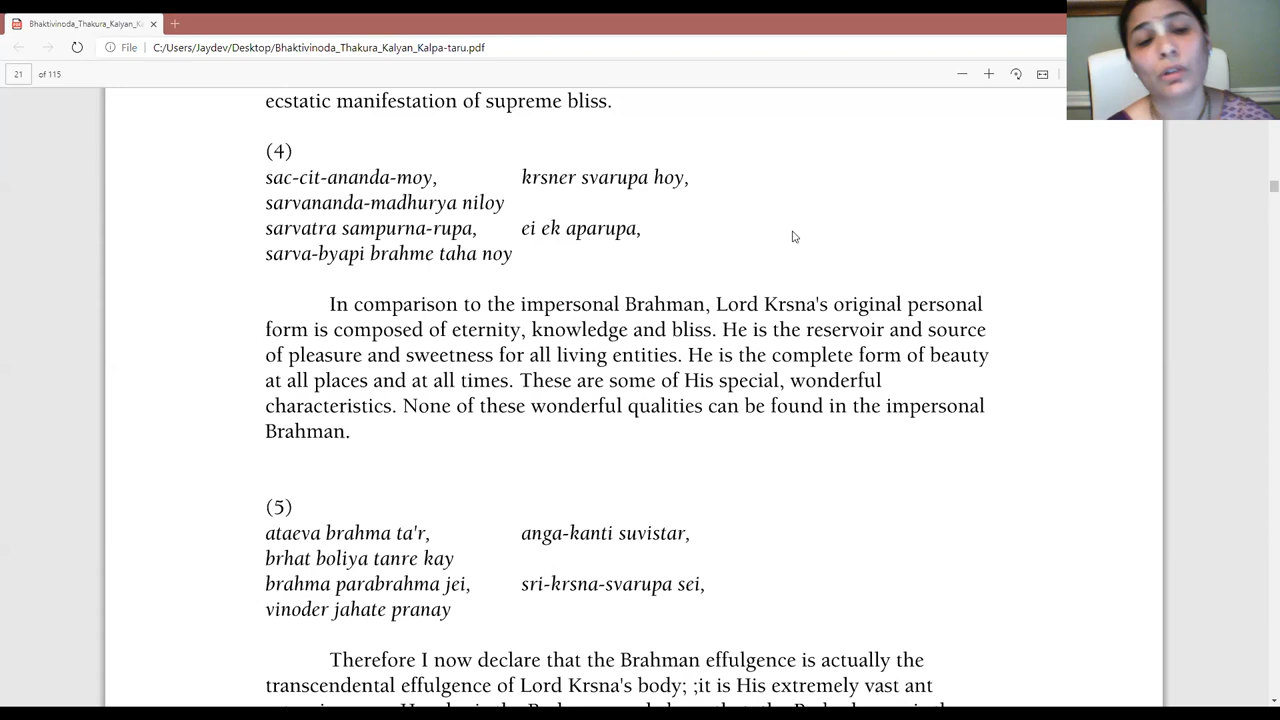 Bhaktivinoda_Thakura_Kalyan_K
File C:/Users/Jaydev/Desktop/Bhaktivinoda_Thakura_Kalyan_Kalpa-taru.pdf
21 of 115
ecstatic manifestation of supreme bliss.
(4)
sac-cit-ananda-moy, krsner svarupa hoy,
sarvananda-madhurya niloy
sarvatra sampurna-rupa, ei ek aparupa,
sarva-byapi brahme taha noy
In comparison to the impersonal Brahman, Lord Krsna's original personal
form is composed of eternity, knowledge and bliss. He is the reservoir and source
of pleasure and sweetness for all living entities. He is the complete form of beauty
at all places and at all times. These are some of His special, wonderful
characteristics. None of these wonderful qualities can be found in the impersonal
Brahman.
(5)
ataeva brahma ta'r, anga-kanti suvistar,
brhat boliya tanre kay
brahma parabrahma jei, sri-krsna-svarupa sei,
vinoder jahate pranay
Therefore I now declare that the Brahman effulgence is actually the
transcendental effulgence of Lord Krsna's body; ;it is His extremely vast ant